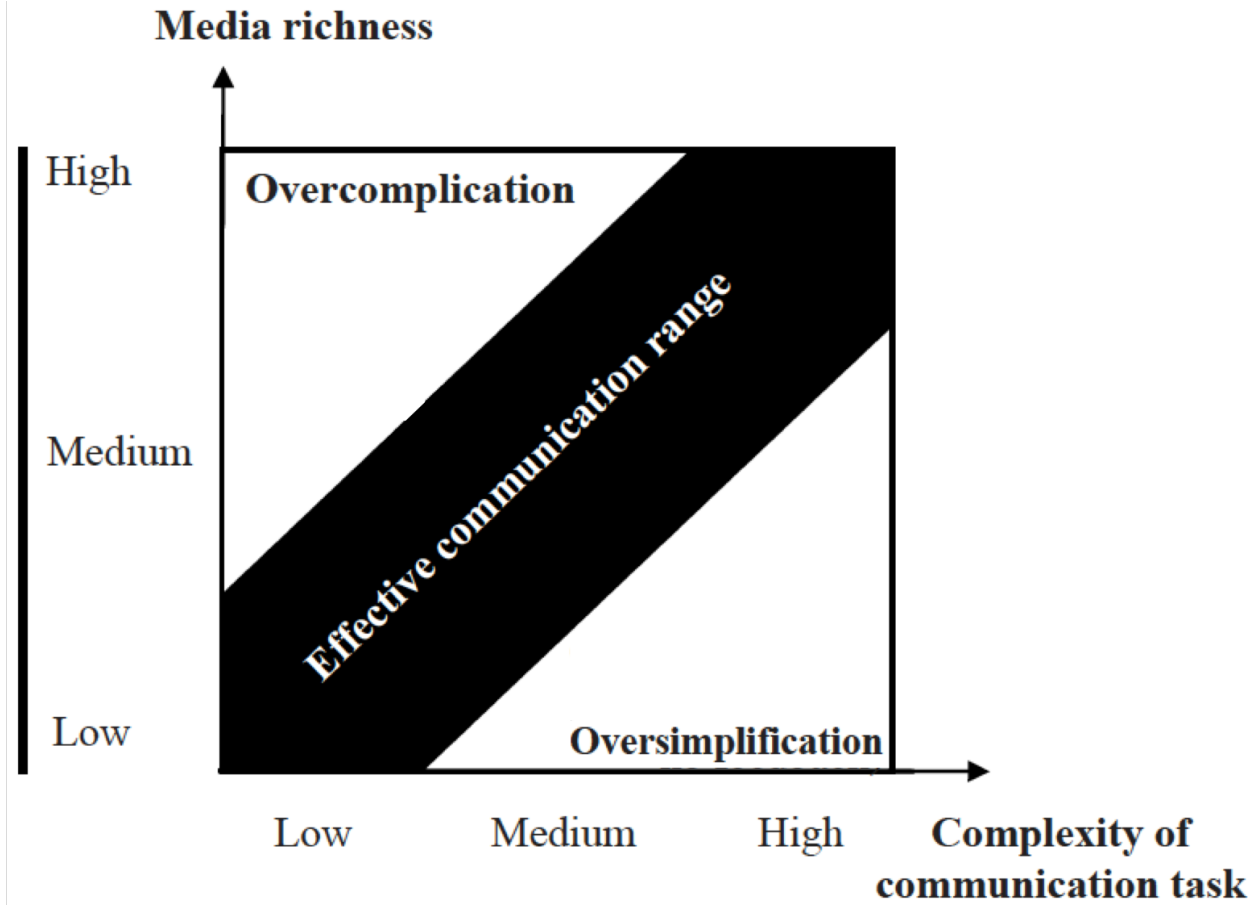 Media richness
High
Overcomplication
Effective communication range
Medium
Low
Oversimplification
Low
Medium
High
Complexity of
communication task